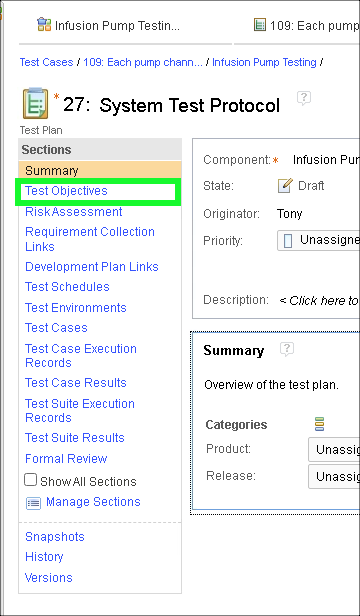 Infusion Pump Testin...
109: Each pump
Test Cases / 109: Each pump chann... / Infusion Pump Testing /
* 27: System Test Protocol ?
Test Plan
Sections
Summary
Test Objectives
Risk Assessment
Requirement Collection
Links
Development Plan Links
Test Schedules
Test Environments
Test Cases
Test Case Execution
Records
Test Case Results
Test Suite Execution
Records
Test Suite Results
Formal Review
Show All Sections
Manage Sections
Snapshots
History
Versions
Component:* Infusion Pur
State: Draft
Originator: Tony
Priority: Unassigne
Description: < Click here to
Summary ?
Overview of the test plan.
Categories
Product: Unassig
Release: Unassig